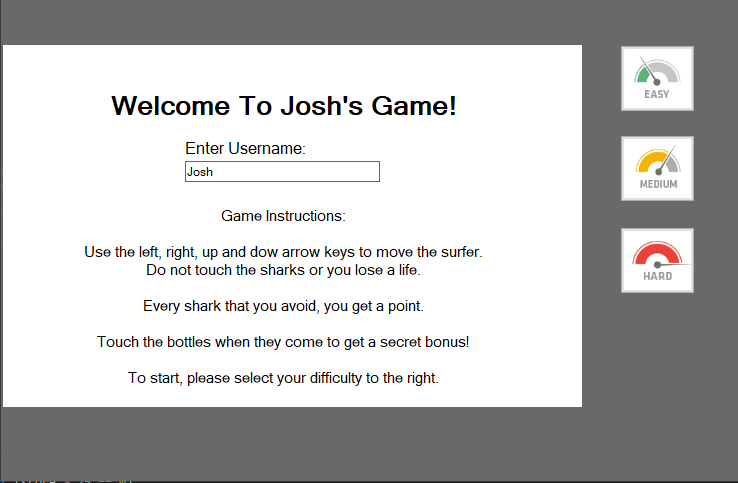 Welcome To Josh's Game!
Enter Username:
Josh
Game Instructions:
Use the left, right, up and dow arrow keys to move the surfer.
Do not touch the sharks or you lose a life.
Every shark that you avoid, you get a point.
Touch the bottles when they come to get a secret bonus!
To start, please select your difficulty to the right.
EASY
MEDIUM
HARD